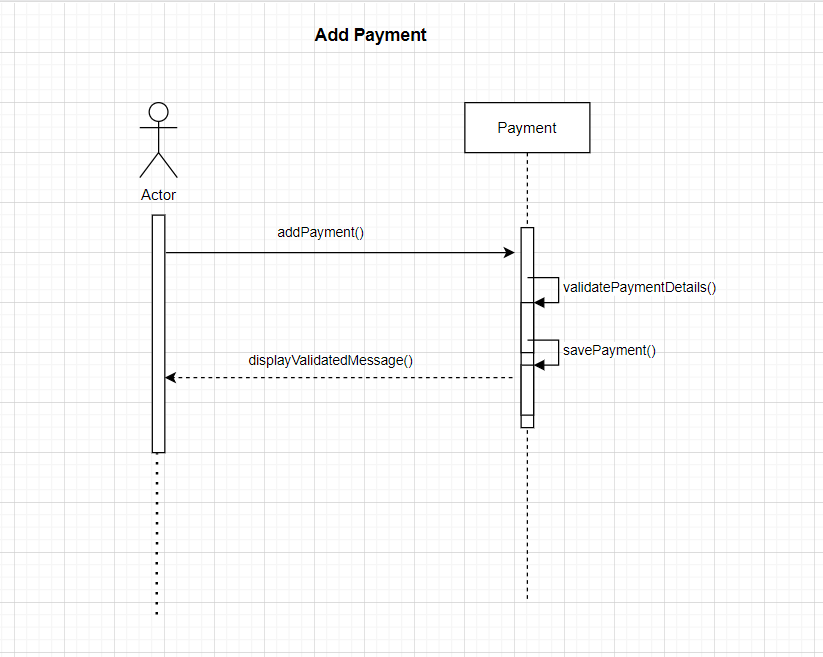 Add Payment
Payment
Actor
addPayment()
validatePaymentDetails()
savePayment()
displayValidatedMessage()